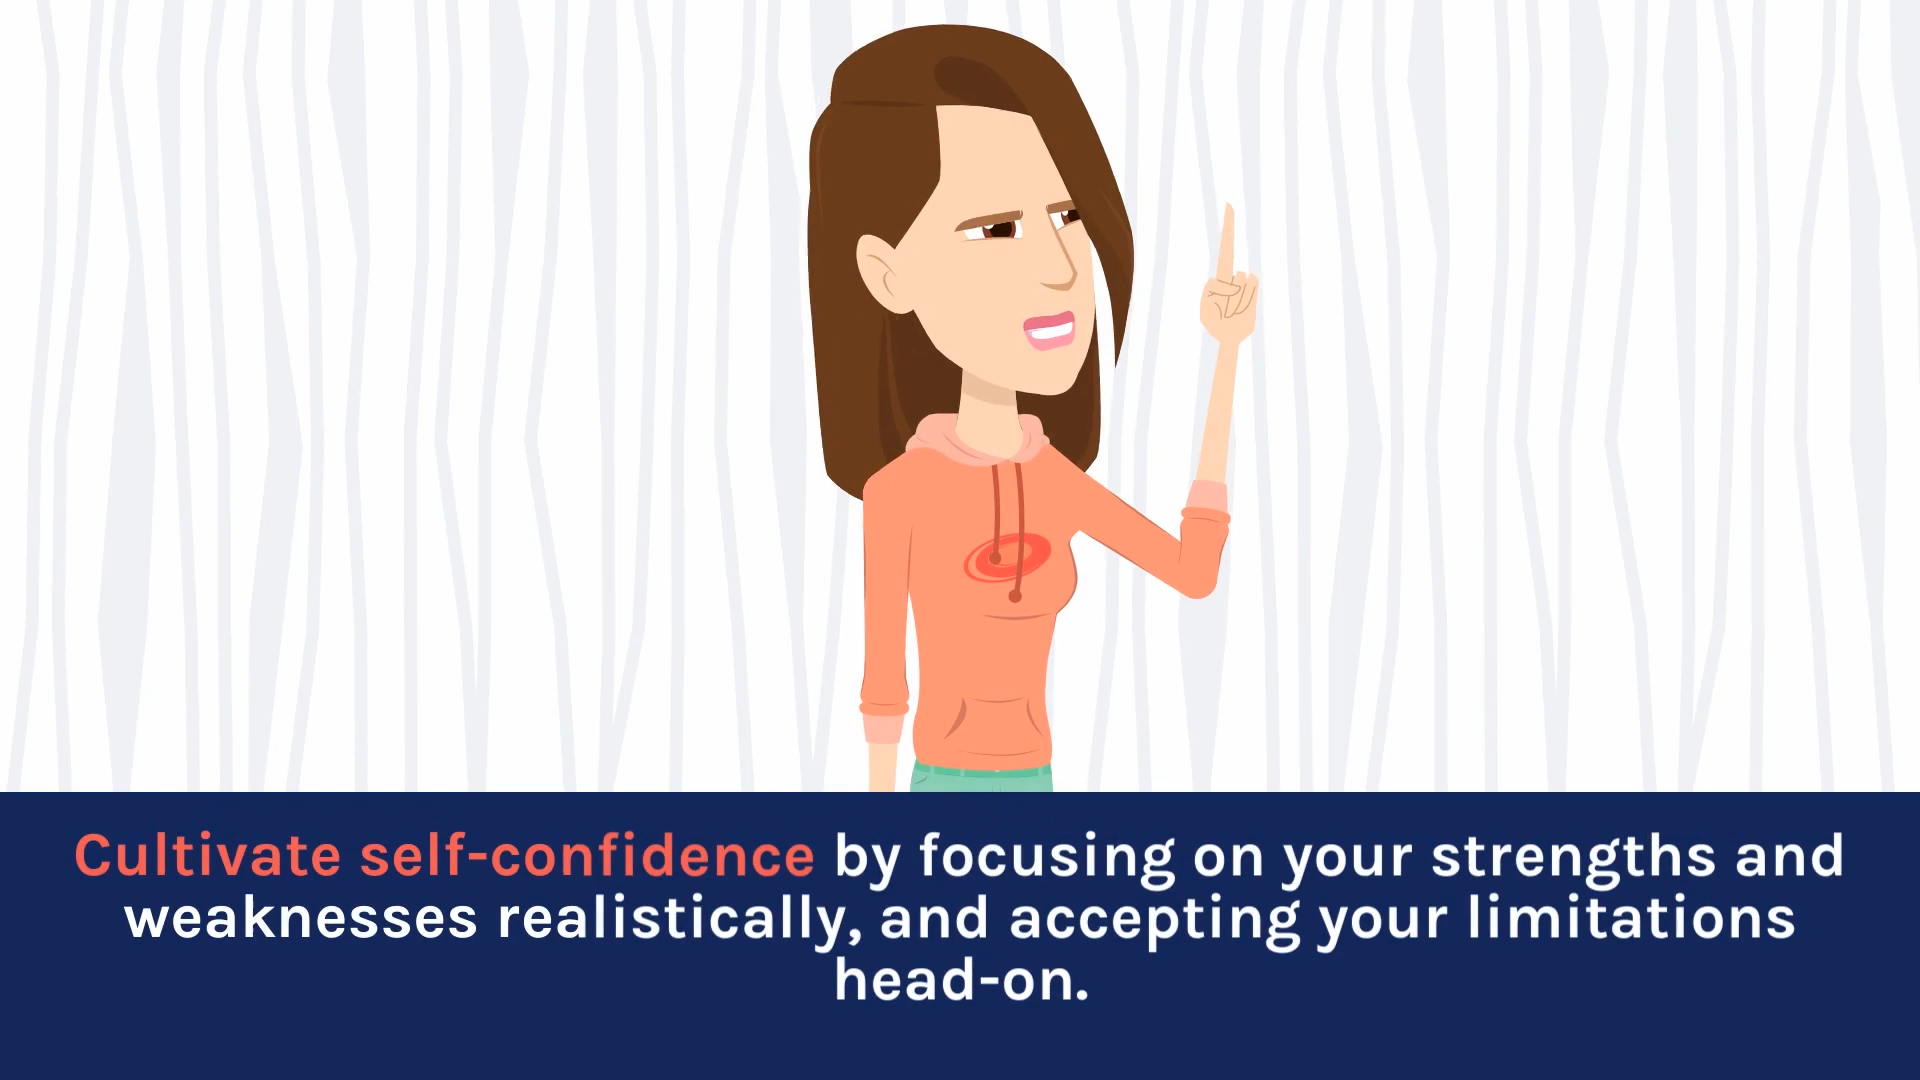 Cultivate self-confidence by focusing on your strengths and
weaknesses realistically, and accepting your limitations
head-on.